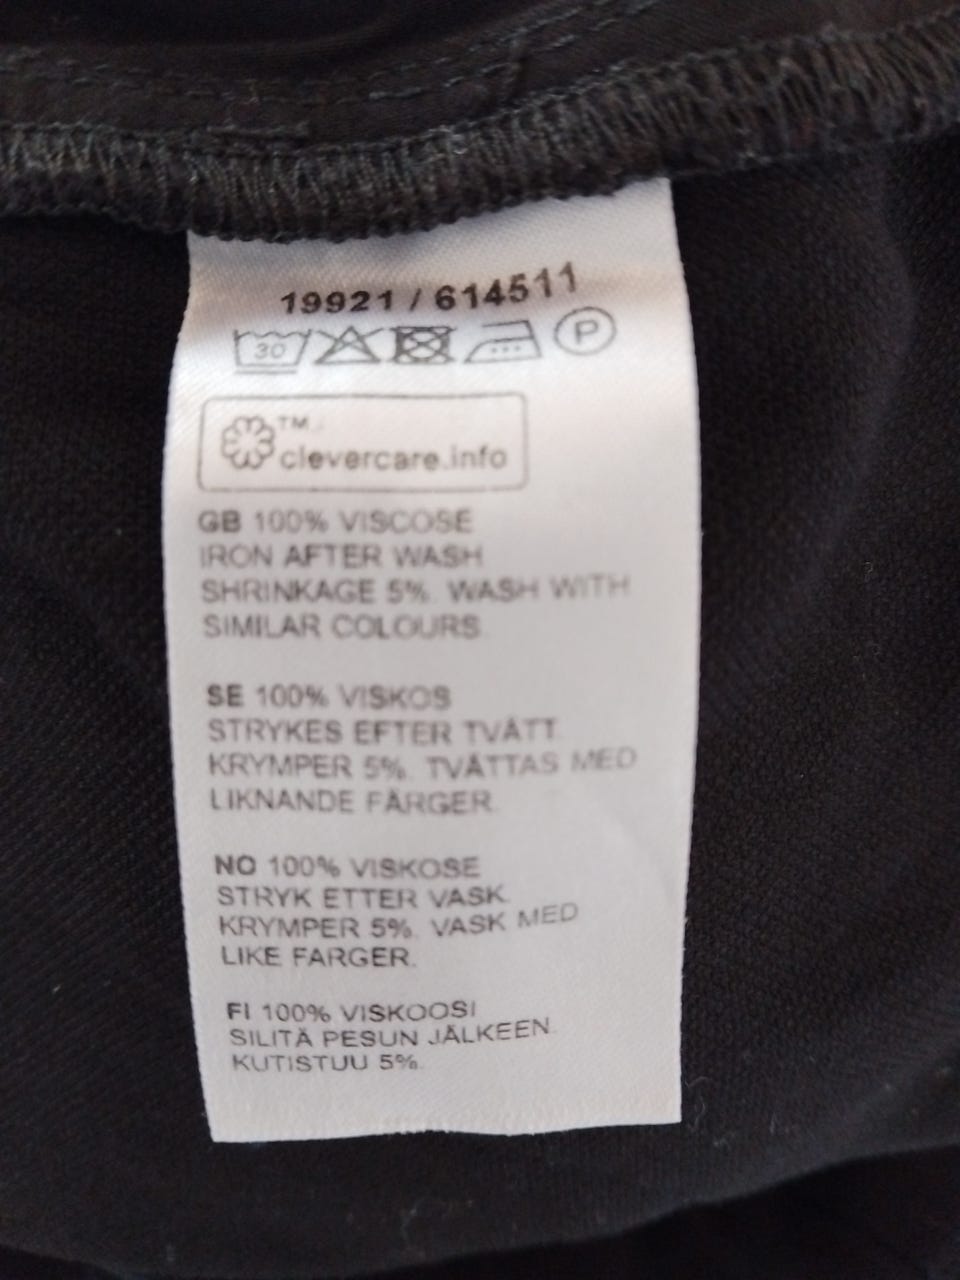 19921 / 614511
30 P
™
clevercare.info
GB 100% VISCOSE
IRON AFTER WASH
SHRINKAGE 5%. WASH WITH
SIMILAR COLOURS.
SE 100% VISKOS
STRYKES EFTER TVÄTT.
KRYMPER 5%. TVÄTTAS MED
LIKNANDE FÄRGER.
NO 100% VISKOSE
STRYK ETTER VASK.
KRYMPER 5%. VASK MED
LIKE FARGER.
FI 100% VISKOOSI
SILITÄ PESUN JÄLKEEN.
KUTISTUU 5%.